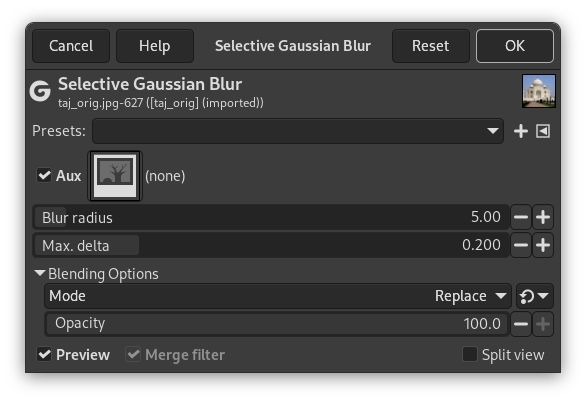 Cancel Help Selective Gaussian Blur Reset OK
Selective Gaussian Blur
taj_orig.jpg-627 ([taj_orig] (imported))
Presets:
Aux (none)
Blur radius 5.00
Max. delta 0.200
Blending Options
Mode Replace
Opacity 100.0
Preview Merge filter Split view